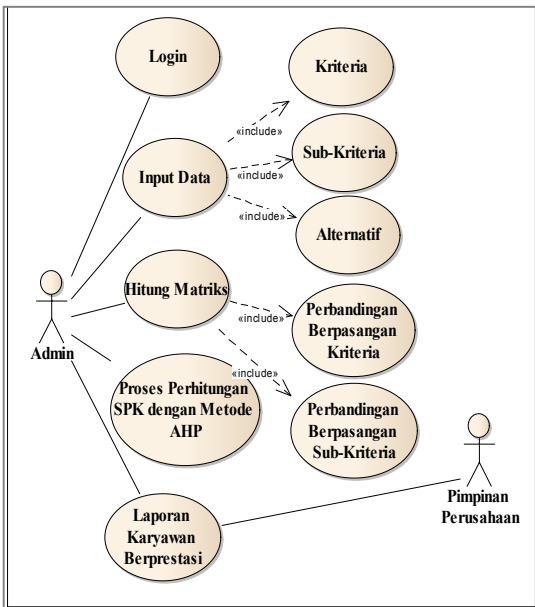 Login
Kriteria
«include»
Sub-Kriteria
Input Data
«include»
«include»
Alternatif
Hitung Matriks
«include»
Perbandingan
Berpasangan
Kriteria
Admin
«include»
Proses Perhitungan
SPK dengan Metode
AHP
Perbandingan
Berpasangan
Sub-Kriteria
Pimpinan
Perusahaan
Laporan
Karyawan
Berprestasi